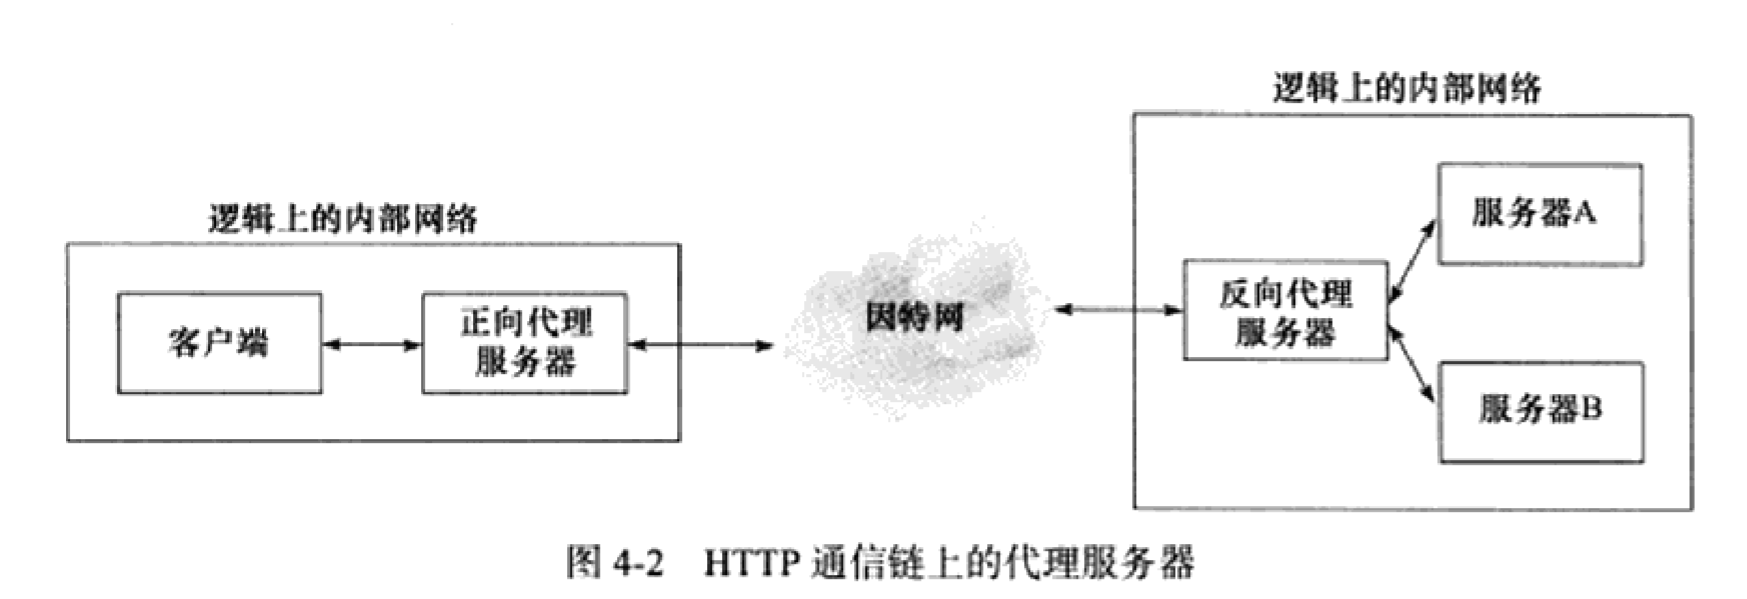 逻辑上的内部网络
客户端
正向代理
服务器
因特网
逻辑上的内部网络
反向代理
服务器
服务器A
服务器B
图 4-2 HTTP 通信链上的代理服务器